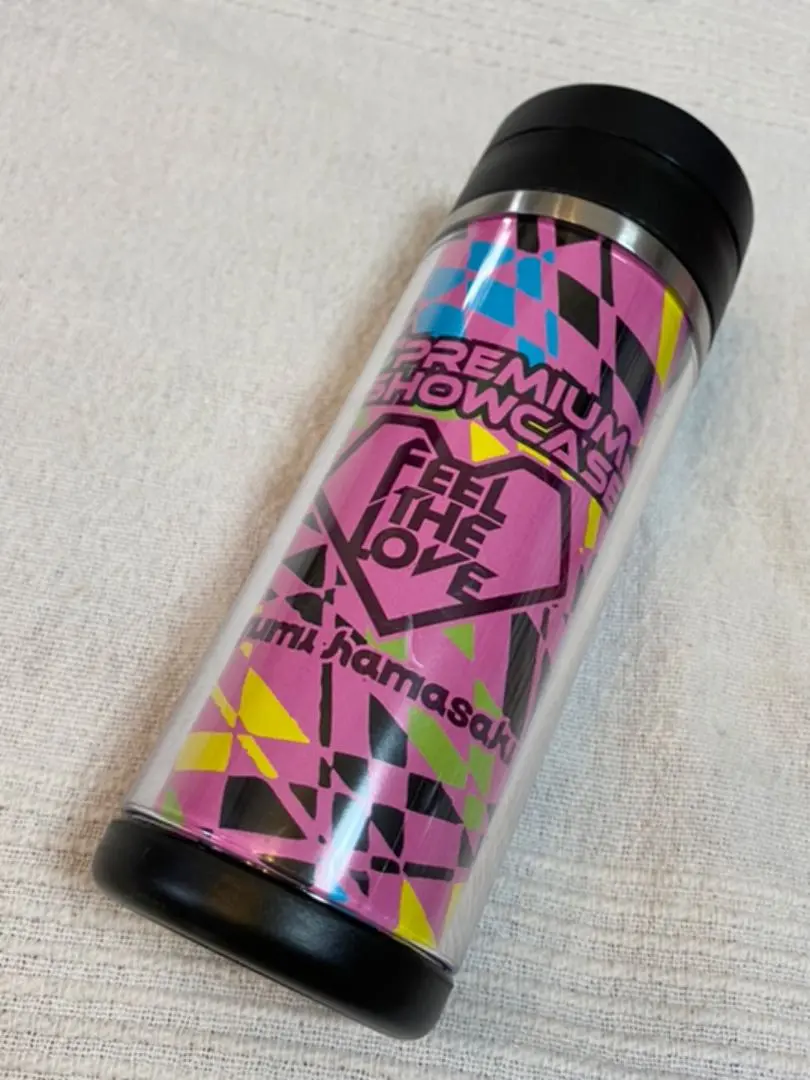 PREMIUM
SHOWCASE
FEEL
THE
LOVE
umi hamasaki